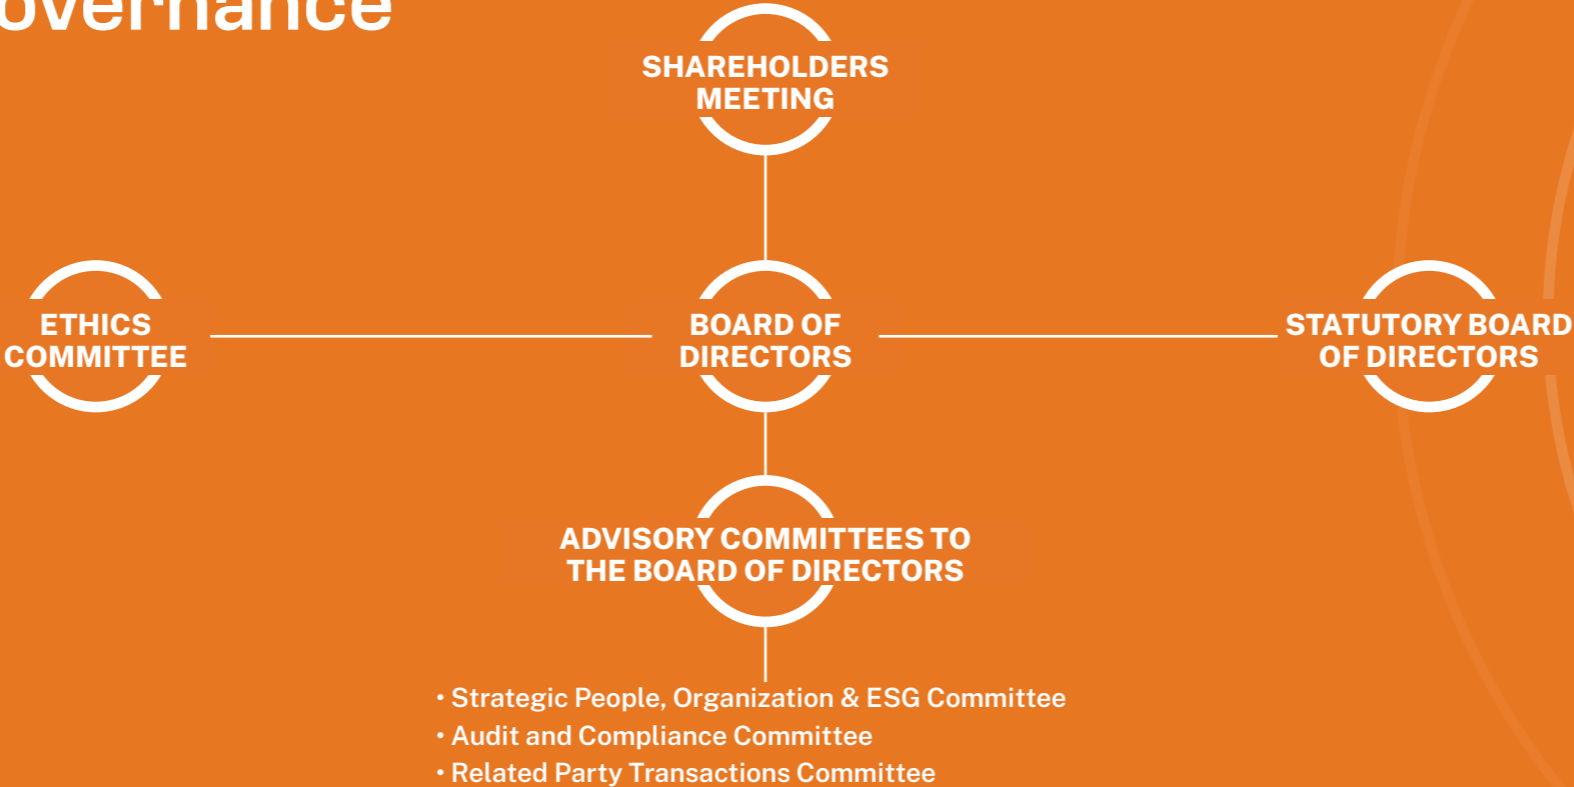 overnance
SHAREHOLDERS
MEETING
ETHICS
COMMITTEE
BOARD OF
DIRECTORS
STATUTORY BOARD
OF DIRECTORS
ADVISORY COMMITTEES TO
THE BOARD OF DIRECTORS
• Strategic People, Organization & ESG Committee
• Audit and Compliance Committee
• Related Party Transactions Committee